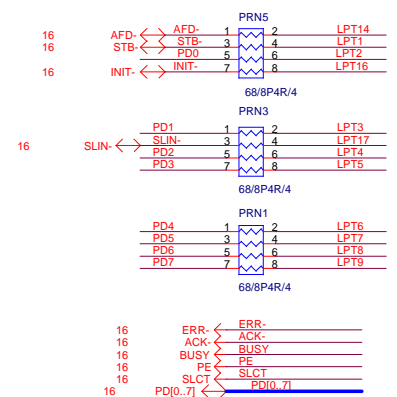 PRN5
16 AFD- AFD- 1 2 LPT14
16 STB- STB- 3 4 LPT1
PD0 5 6 LPT2
16 INIT- INIT- 7 8 LPT16
68/8P4R/4
PRN3
PD1 1 2 LPT3
16 SLIN- SLIN- 3 4 LPT17
PD2 5 6 LPT4
PD3 7 8 LPT5
68/8P4R/4
PRN1
PD4 1 2 LPT6
PD5 3 4 LPT7
PD6 5 6 LPT8
PD7 7 8 LPT9
68/8P4R/4
16 ERR- ERR-
16 ACK- ACK-
16 BUSY BUSY
16 PE PE
16 SLCT SLCT
16 PD[0..7] PD[0..7]